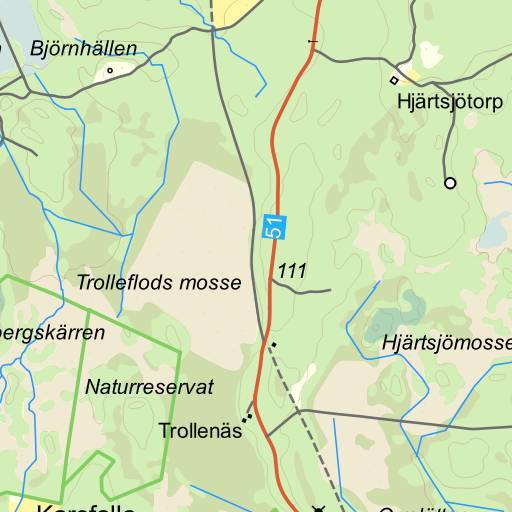 Björnhällen
Hjärtsjötorp
51
111
Trolleflods mosse
bergskärren
Hjärtsjömosse
Naturreservat
Trollenäs